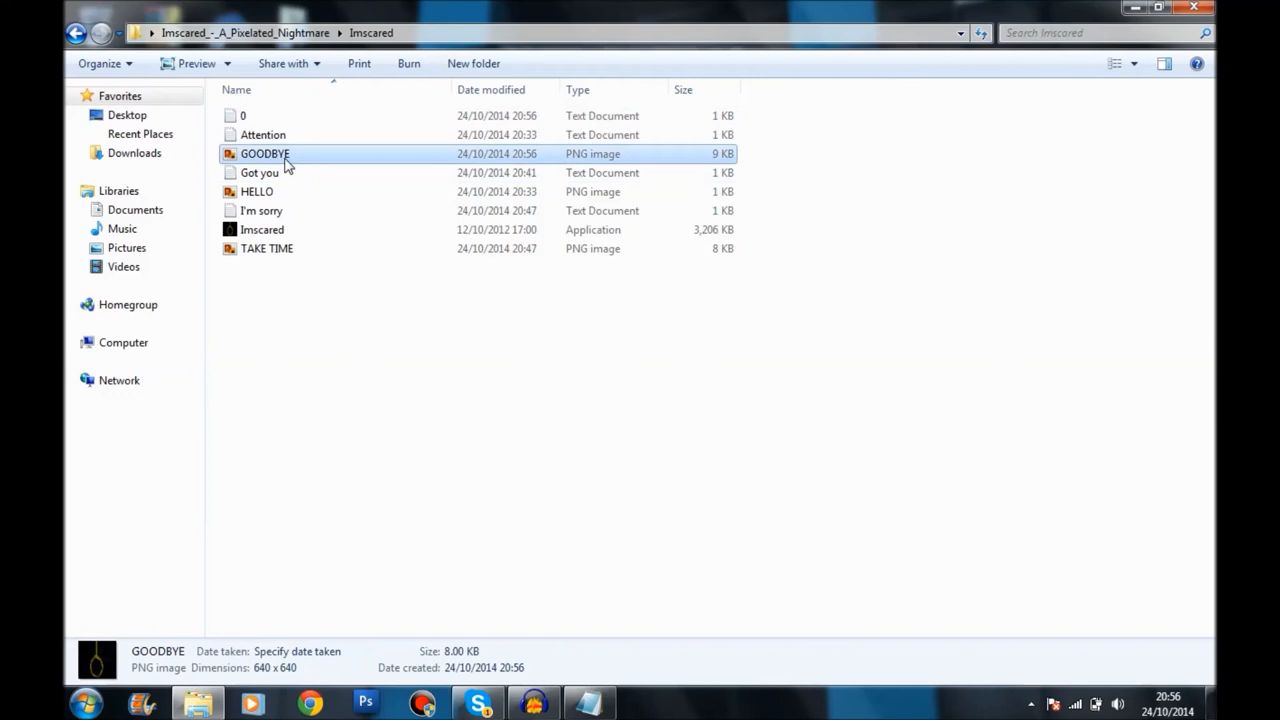 Imscared_-_A_Pixelated_Nightmare Imscared Search Imscared
Organize Preview Share with Print Burn New folder
Name Date modified Type Size
Favorites
Desktop
Recent Places
Downloads
Libraries
Documents
Music
Pictures
Videos
Homegroup
Computer
Network
0 24/10/2014 20:56 Text Document 1 KB
Attention 24/10/2014 20:33 Text Document 1 KB
GOODBYE 24/10/2014 20:56 PNG image 9 KB
Got you 24/10/2014 20:41 Text Document 1 KB
HELLO 24/10/2014 20:33 PNG image 1 KB
I'm sorry 24/10/2014 20:47 Text Document 1 KB
Imscared 12/10/2012 17:00 Application 3,206 KB
TAKE TIME 24/10/2014 20:47 PNG image 8 KB
GOODBYE Date taken: Specify date taken Size: 8.00 KB
PNG image Dimensions: 640 x 640 Date created: 24/10/2014 20:56
Ps
20:56
24/10/2014